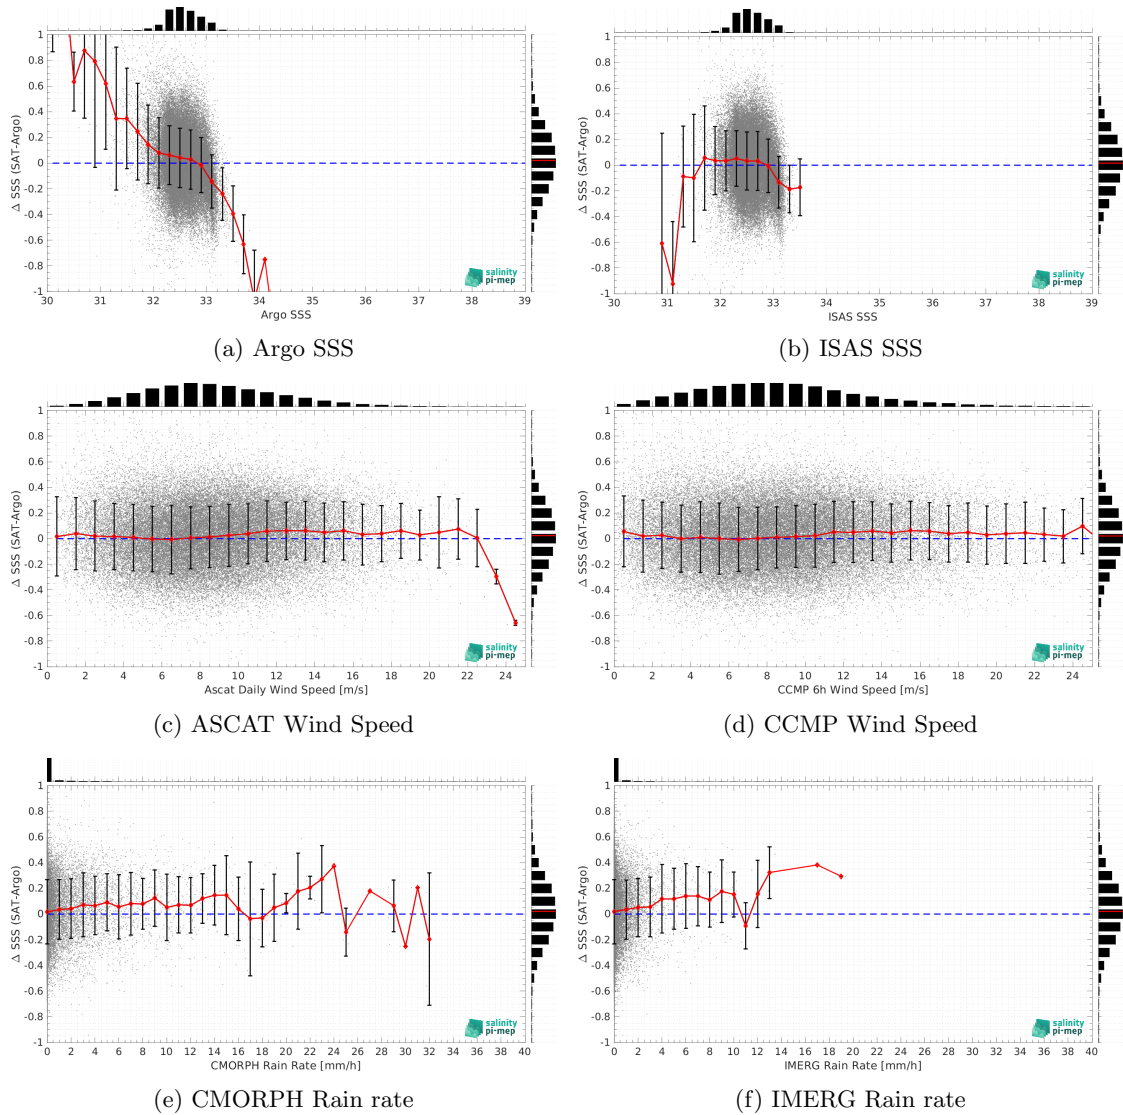 1
0.8
0.6
0.4
0.2
0
-0.2
-0.4
-0.6
-0.8
-1
Δ SSS (SAT-Argo)
30 31 32 33 34 35 36 37 38 39
Argo SSS
salinity
pi-mep
(a) Argo SSS
1
0.8
0.6
0.4
0.2
0
-0.2
-0.4
-0.6
-0.8
-1
Δ SSS (SAT-Argo)
30 31 32 33 34 35 36 37 38 39
ISAS SSS
salinity
pi-mep
(b) ISAS SSS
1
0.8
0.6
0.4
0.2
0
-0.2
-0.4
-0.6
-0.8
-1
Δ SSS (SAT-Argo)
0 2 4 6 8 10 12 14 16 18 20 22 24
Ascat Daily Wind Speed [m/s]
salinity
pi-mep
(c) ASCAT Wind Speed
1
0.8
0.6
0.4
0.2
0
-0.2
-0.4
-0.6
-0.8
-1
Δ SSS (SAT-Argo)
0 2 4 6 8 10 12 14 16 18 20 22 24
CCMP 6h Wind Speed [m/s]
salinity
pi-mep
(d) CCMP Wind Speed
1
0.8
0.6
0.4
0.2
0
-0.2
-0.4
-0.6
-0.8
-1
Δ SSS (SAT-Argo)
0 2 4 6 8 10 12 14 16 18 20 22 24 26 28 30 32 34 36 38 40
CMORPH Rain Rate [mm/h]
salinity
pi-mep
(e) CMORPH Rain rate
1
0.8
0.6
0.4
0.2
0
-0.2
-0.4
-0.6
-0.8
-1
Δ SSS (SAT-Argo)
0 2 4 6 8 10 12 14 16 18 20 22 24 26 28 30 32 34 36 38 40
IMERG Rain Rate [mm/h]
salinity
pi-mep
(f) IMERG Rain rate